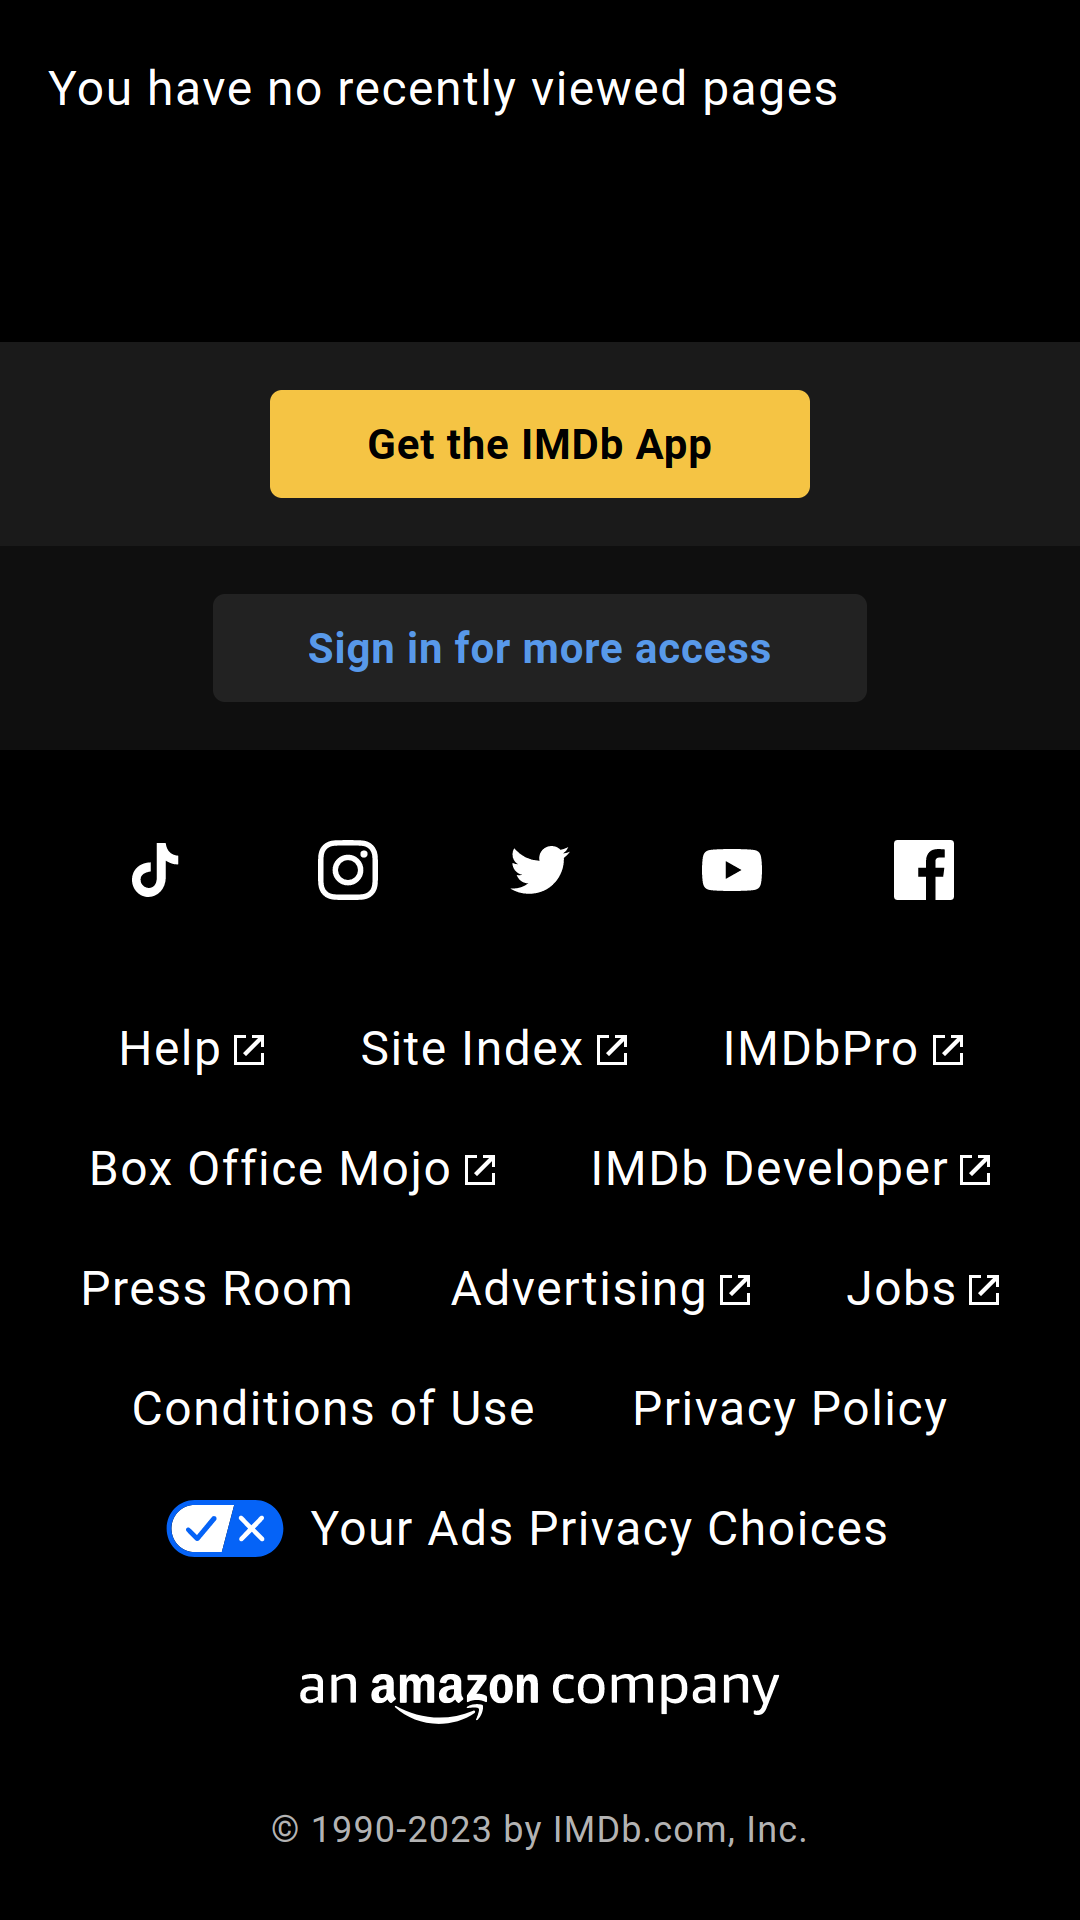 You have no recently viewed pages
Get the IMDb App
Sign in for more access
Help Site Index IMDbPro
Box Office Mojo IMDb Developer
Press Room Advertising Jobs
Conditions of Use Privacy Policy
Your Ads Privacy Choices
an amazon company
© 1990-2023 by IMDb.com, Inc.